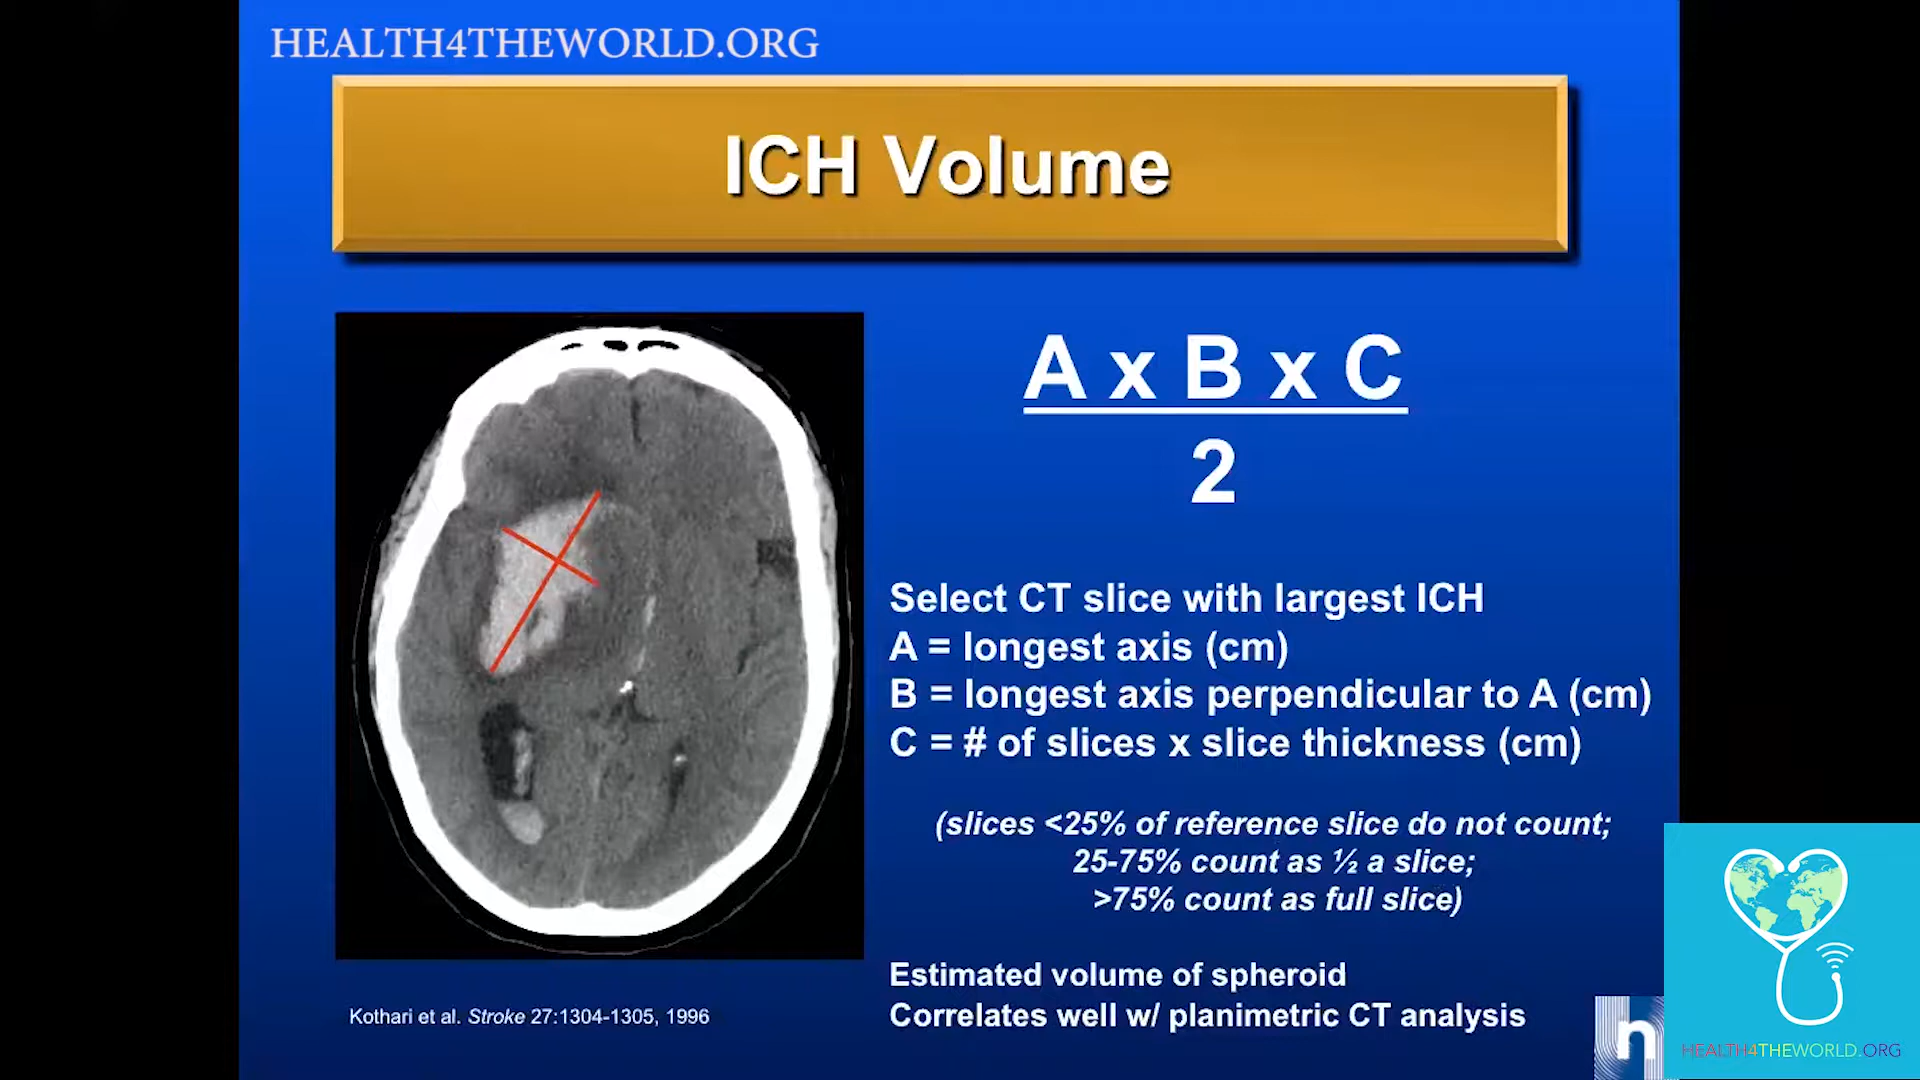 HEALTH4THEWORLD.ORG
ICH Volume
A x B x C
2
Select CT slice with largest ICH
A = longest axis (cm)
B = longest axis perpendicular to A (cm)
C = # of slices x slice thickness (cm)
(slices <25% of reference slice do not count;
25-75% count as ½ a slice;
>75% count as full slice)
Estimated volume of spheroid
Correlates well w/ planimetric CT analysis
Kothari et al. Stroke 27:1304-1305, 1996
n
HEALTH4THEWORLD.ORG